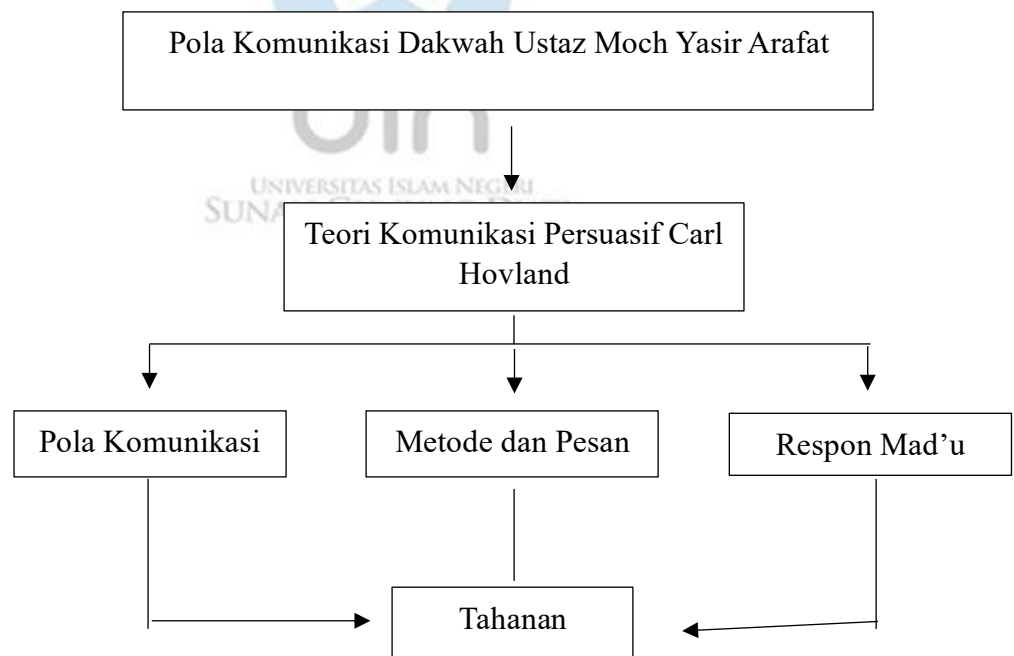 Pola Komunikasi Dakwah Ustaz Moch Yasir Arafat
UNIVERSITAS ISLAM NEGERI
Teori Komunikasi Persuasif Carl
Hovland
Pola Komunikasi
Metode dan Pesan
Respon Mad’u
Tahanan